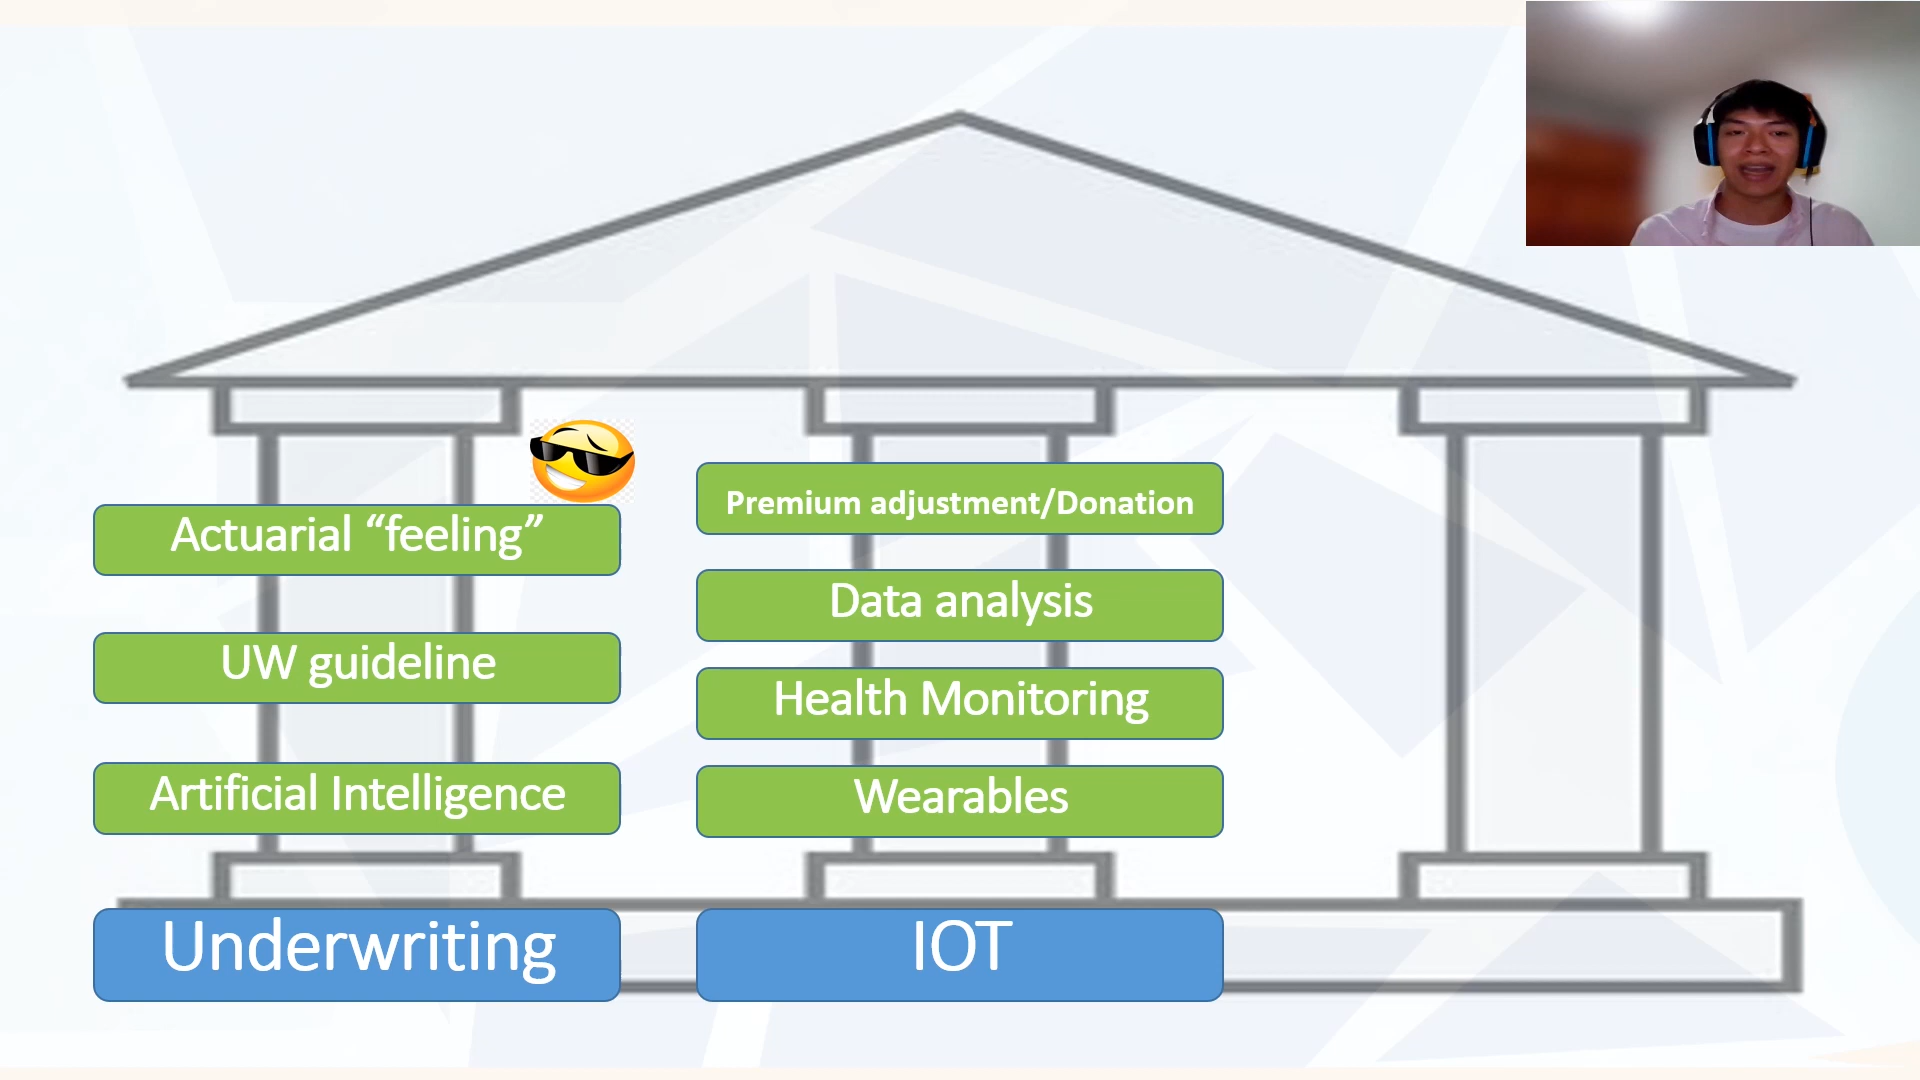 Actuarial “feeling”
UW guideline
Artificial Intelligence
Underwriting
Premium adjustment/Donation
Data analysis
Health Monitoring
Wearables
IOT